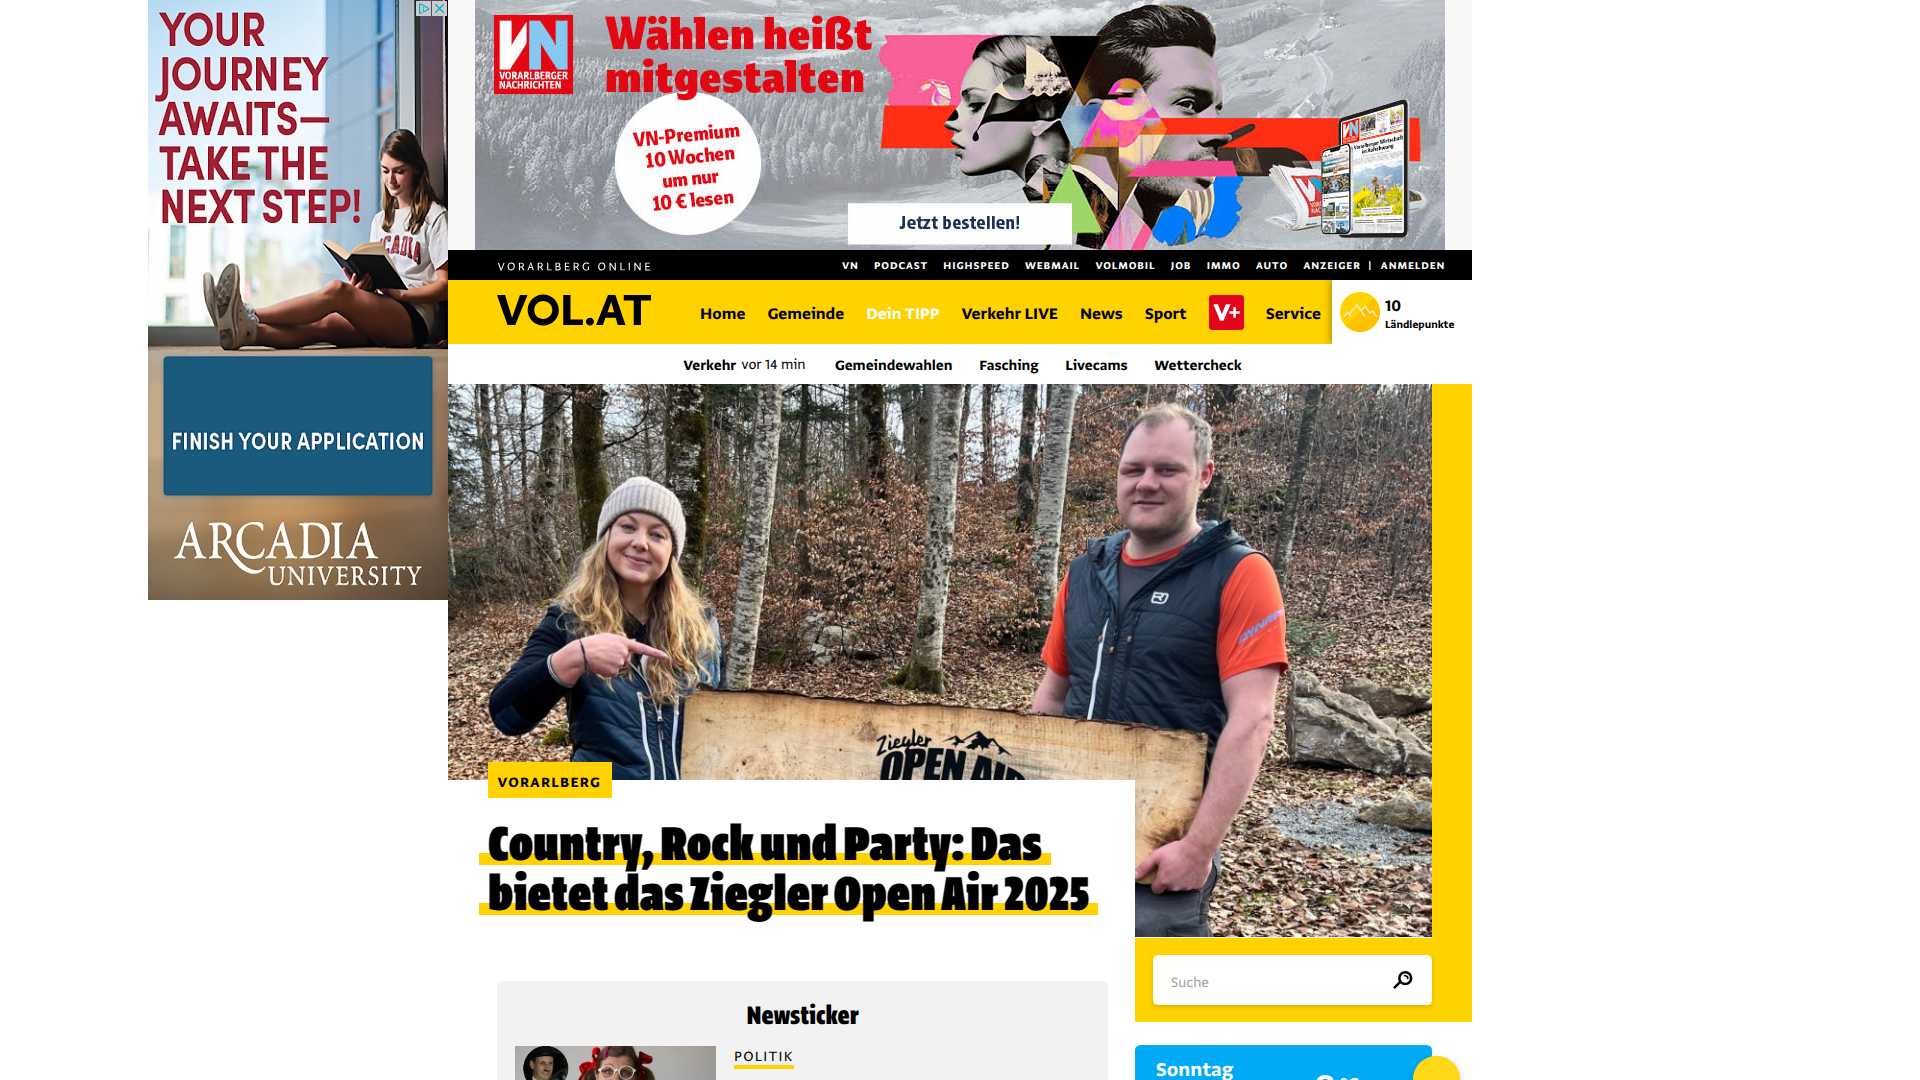 YOUR
JOURNEY
AWAITS—
TAKE THE
NEXT STEP!
ARCADIA
FINISH YOUR APPLICATION
ARCADIA
UNIVERSITY
VN
VORARLBERGER
NACHRICHTEN
Wählen heißt
mitgestalten
VN-Premium
10 Wochen
um nur
10 € lesen
Jetzt bestellen!
VORARLBERG ONLINE
VN PODCAST HIGHSPEED WEBMAIL VOLMOBIL JOB IMMO AUTO ANZEIGER | ANMELDEN
VOL.AT
Home Gemeinde Dein TIPP Verkehr LIVE News Sport V+ Service
10
Ländlepunkte
Verkehr vor 14 min Gemeindewahlen Fasching Livecams Wettercheck
DYNAFIT
Ziegler
OPEN AIR
VORARLBERG
Country, Rock und Party: Das
bietet das Ziegler Open Air 2025
Suche
Newsticker
POLITIK
Sonntag